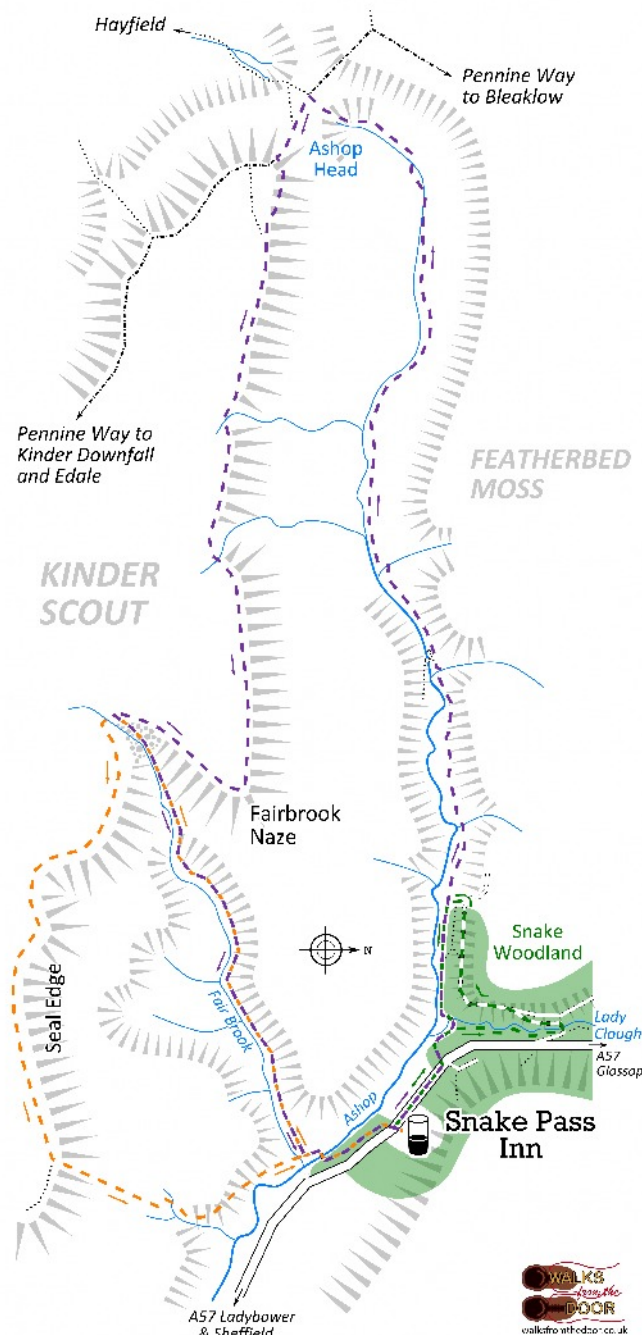 Hayfield
Pennine Way
to Bleaklow
Ashop
Head
Pennine Way to
Kinder Downfall
and Edale
FEATHERBED
MOSS
KINDER
SCOUT
Fairbrook
Naze
Snake
Woodland
N
Seal Edge
Fair Brook
Lady
Clough
A57
Glossop
Ashop
Snake Pass
Inn
A57 Ladybower
& Sheffield
WALKS
from the
DOOR
walksfromthedoor.co.uk